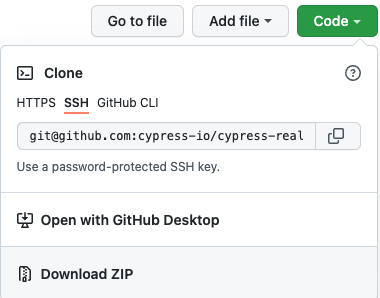 Go to file Add file Code
Clone
HTTPS SSH GitHub CLI
git@github.com:cypress-io/cypress-real
Use a password-protected SSH key.
Open with GitHub Desktop
Download ZIP